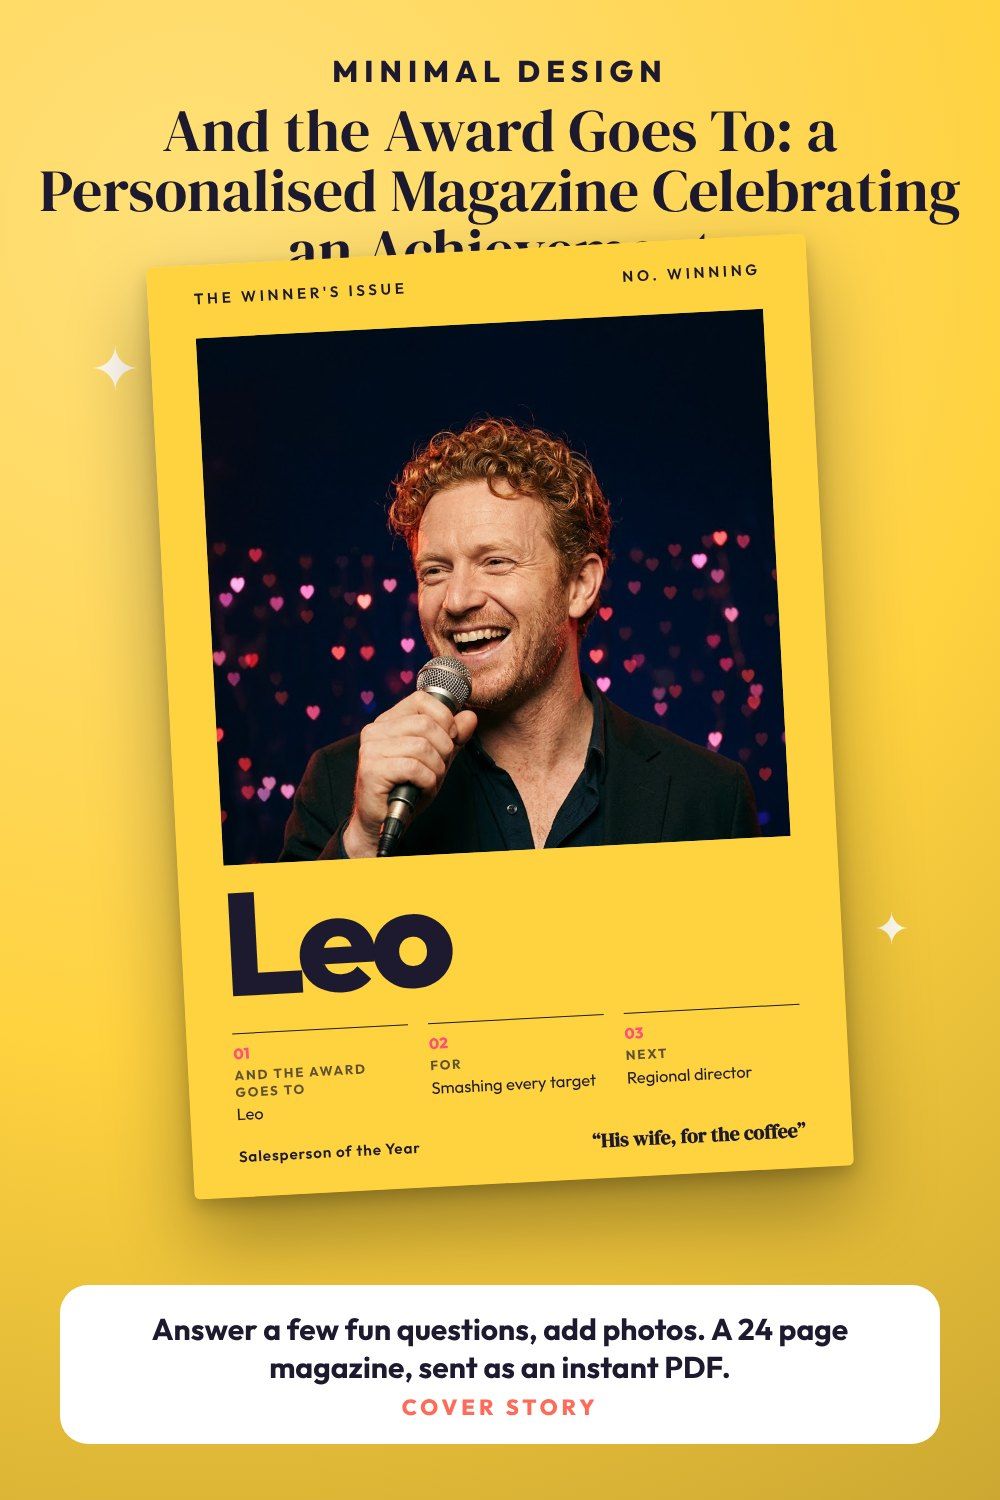 MINIMAL DESIGN
And the Award Goes To: a
Personalised Magazine Celebrating
an
THE WINNER'S ISSUE
NO. WINNING
Leo
01
AND THE AWARD
GOES TO
Leo
02
FOR
Smashing every target
03
NEXT
Regional director
Salesperson of the Year
“His wife, for the coffee”
Answer a few fun questions, add photos. A 24 page
magazine, sent as an instant PDF.
COVER STORY